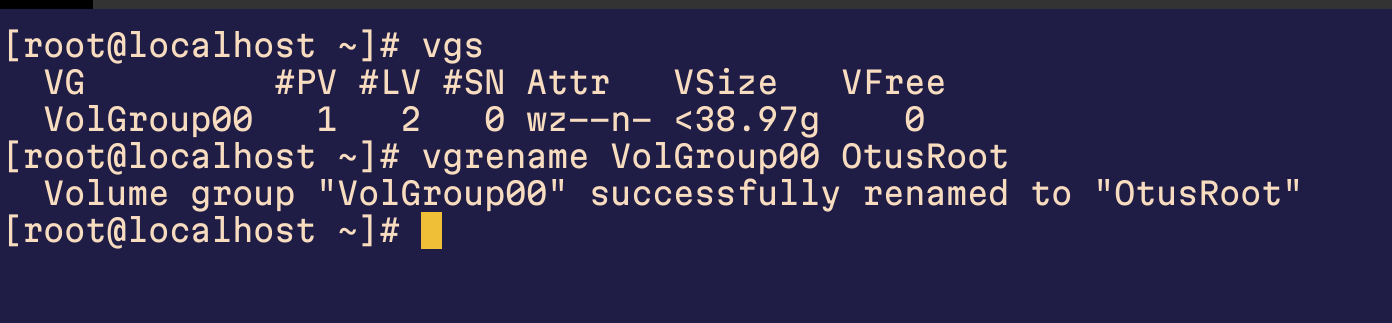 [root@localhost ~]# vgs
  VG         #PV #LV #SN Attr   VSize   VFree
  VolGroup00   1   2   0 wz--n- <38.97g    0
[root@localhost ~]# vgrename VolGroup00 OtusRoot
  Volume group "VolGroup00" successfully renamed to "OtusRoot"
[root@localhost ~]#